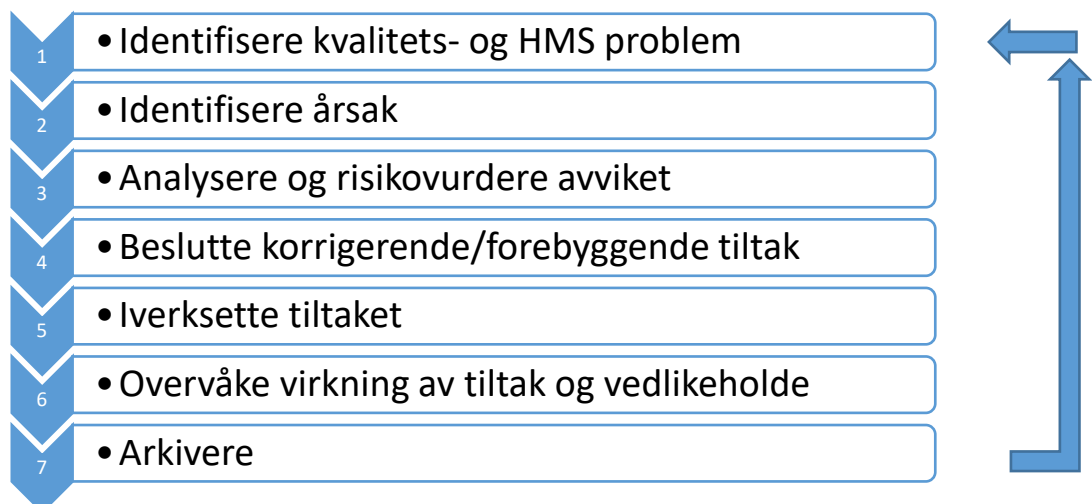 1 • Identifisere kvalitets- og HMS problem
2 • Identifisere årsak
3 • Analysere og risikovurdere avviket
4 • Beslutte korrigerende/forebyggende tiltak
5 • Iverksette tiltaket
6 • Overvåke virkning av tiltak og vedlikeholde
7 • Arkivere